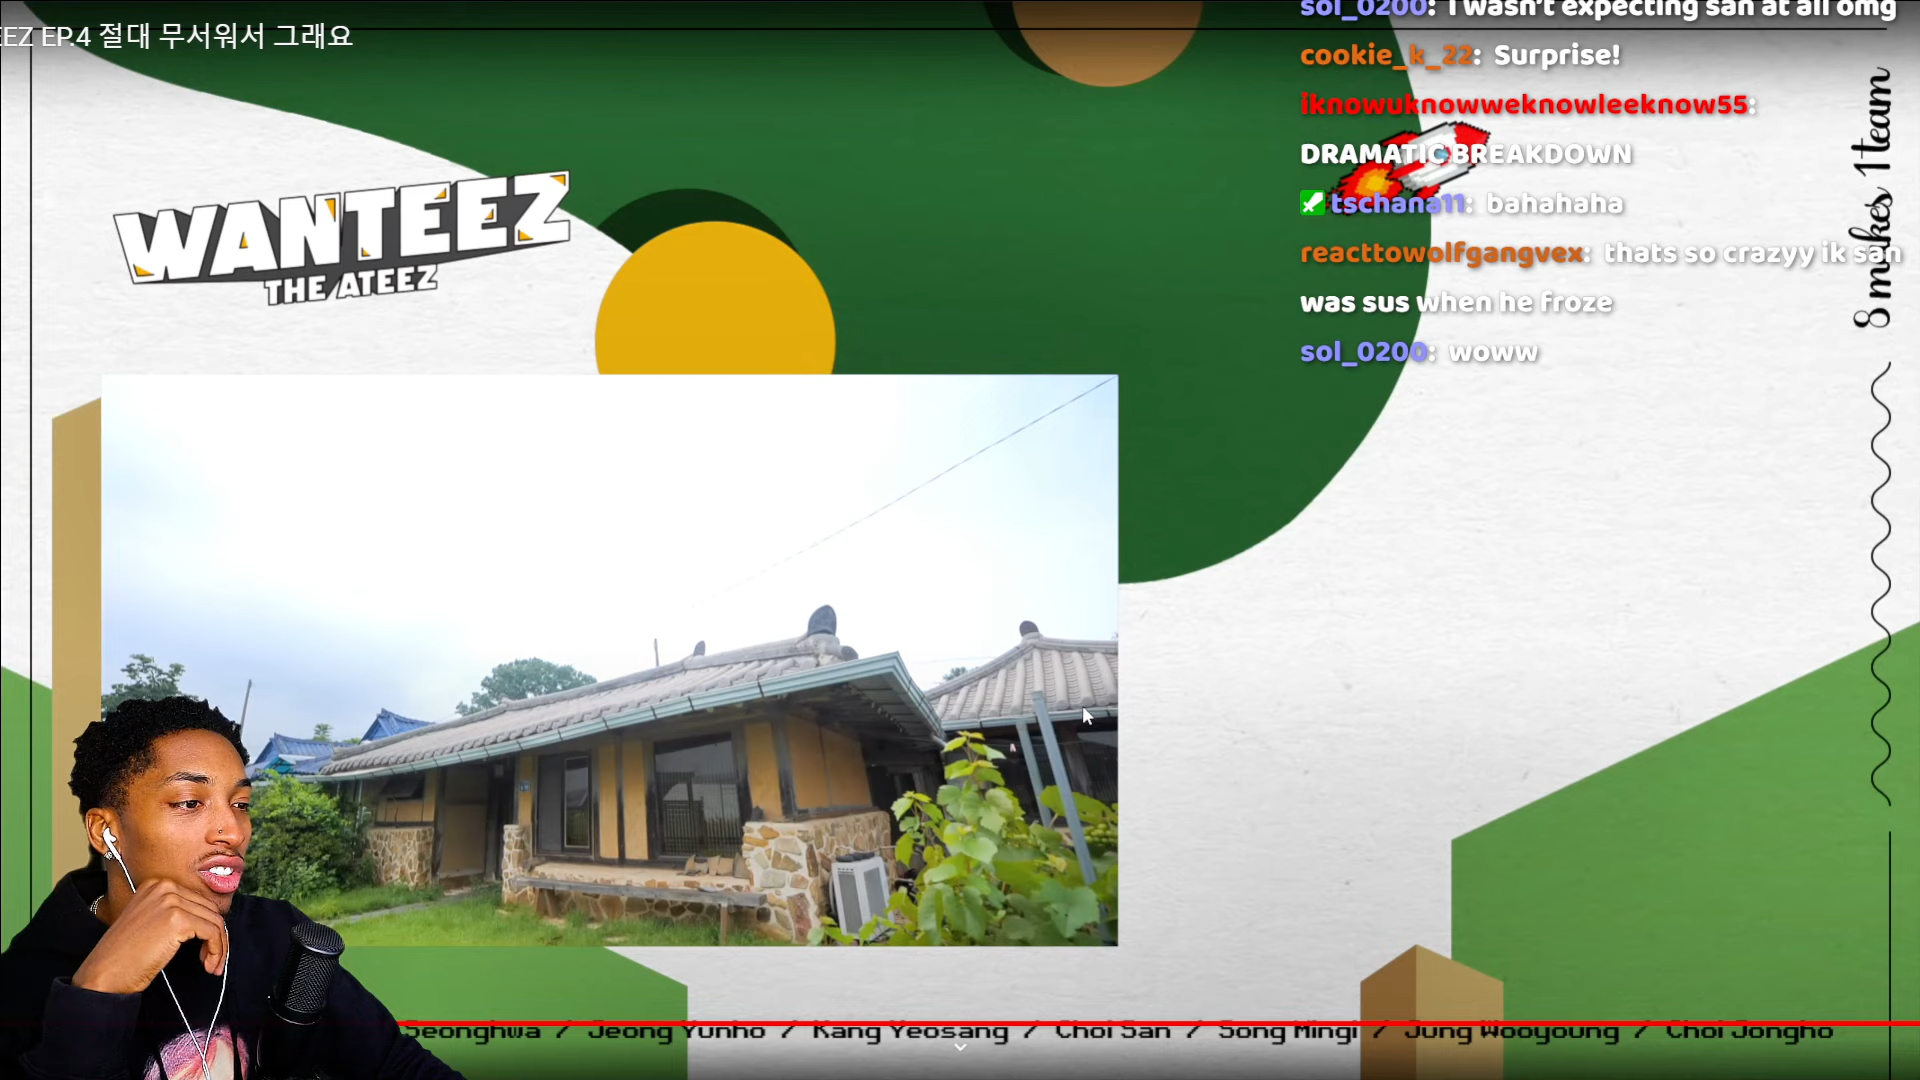 EEZ EP.4 절대 무서워서 그래요
sol_0200: I wasn't expecting san at all omg
cookie_k_22: Surprise!
iknowuknowweknowleeknow55:
DRAMATIC BREAKDOWN
tschana11: bahahaha
reacttowolfgangvex: thats so crazyy ik san
was sus when he froze
sol_0200: woww
WANTEEZ
THE ATEEZ
8 makes 1 team
Seonghwa / Jeong Yunho / Kang Yeosang / Choi San / Song Mingi / Jung Wooyoung / Choi Jongho